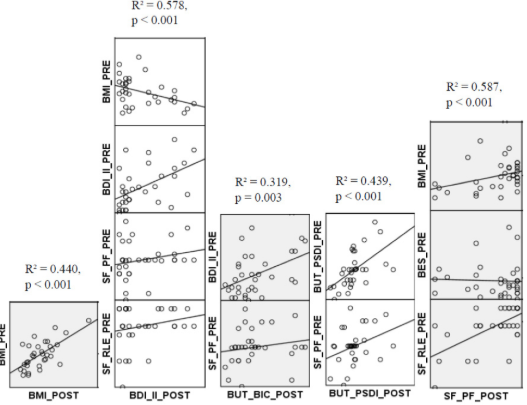 R² = 0.578,
p < 0.001
BMI_PRE
BDI_II_PRE
SF_PF_PRE
SF_RLE_PRE
BDI_II_POST
R² = 0.440,
p < 0.001
BMI_PRE
BMI_POST
R² = 0.319,
p = 0.003
BDI_II_PRE
SF_PF_PRE
BUT_BIC_POST
R² = 0.439,
p < 0.001
BUT_PSDI_PRE
SF_PF_PRE
BUT_PSDI_POST
R² = 0.587,
p < 0.001
BMI_PRE
BES_PRE
SF_RLE_PRE
SF_PF_POST